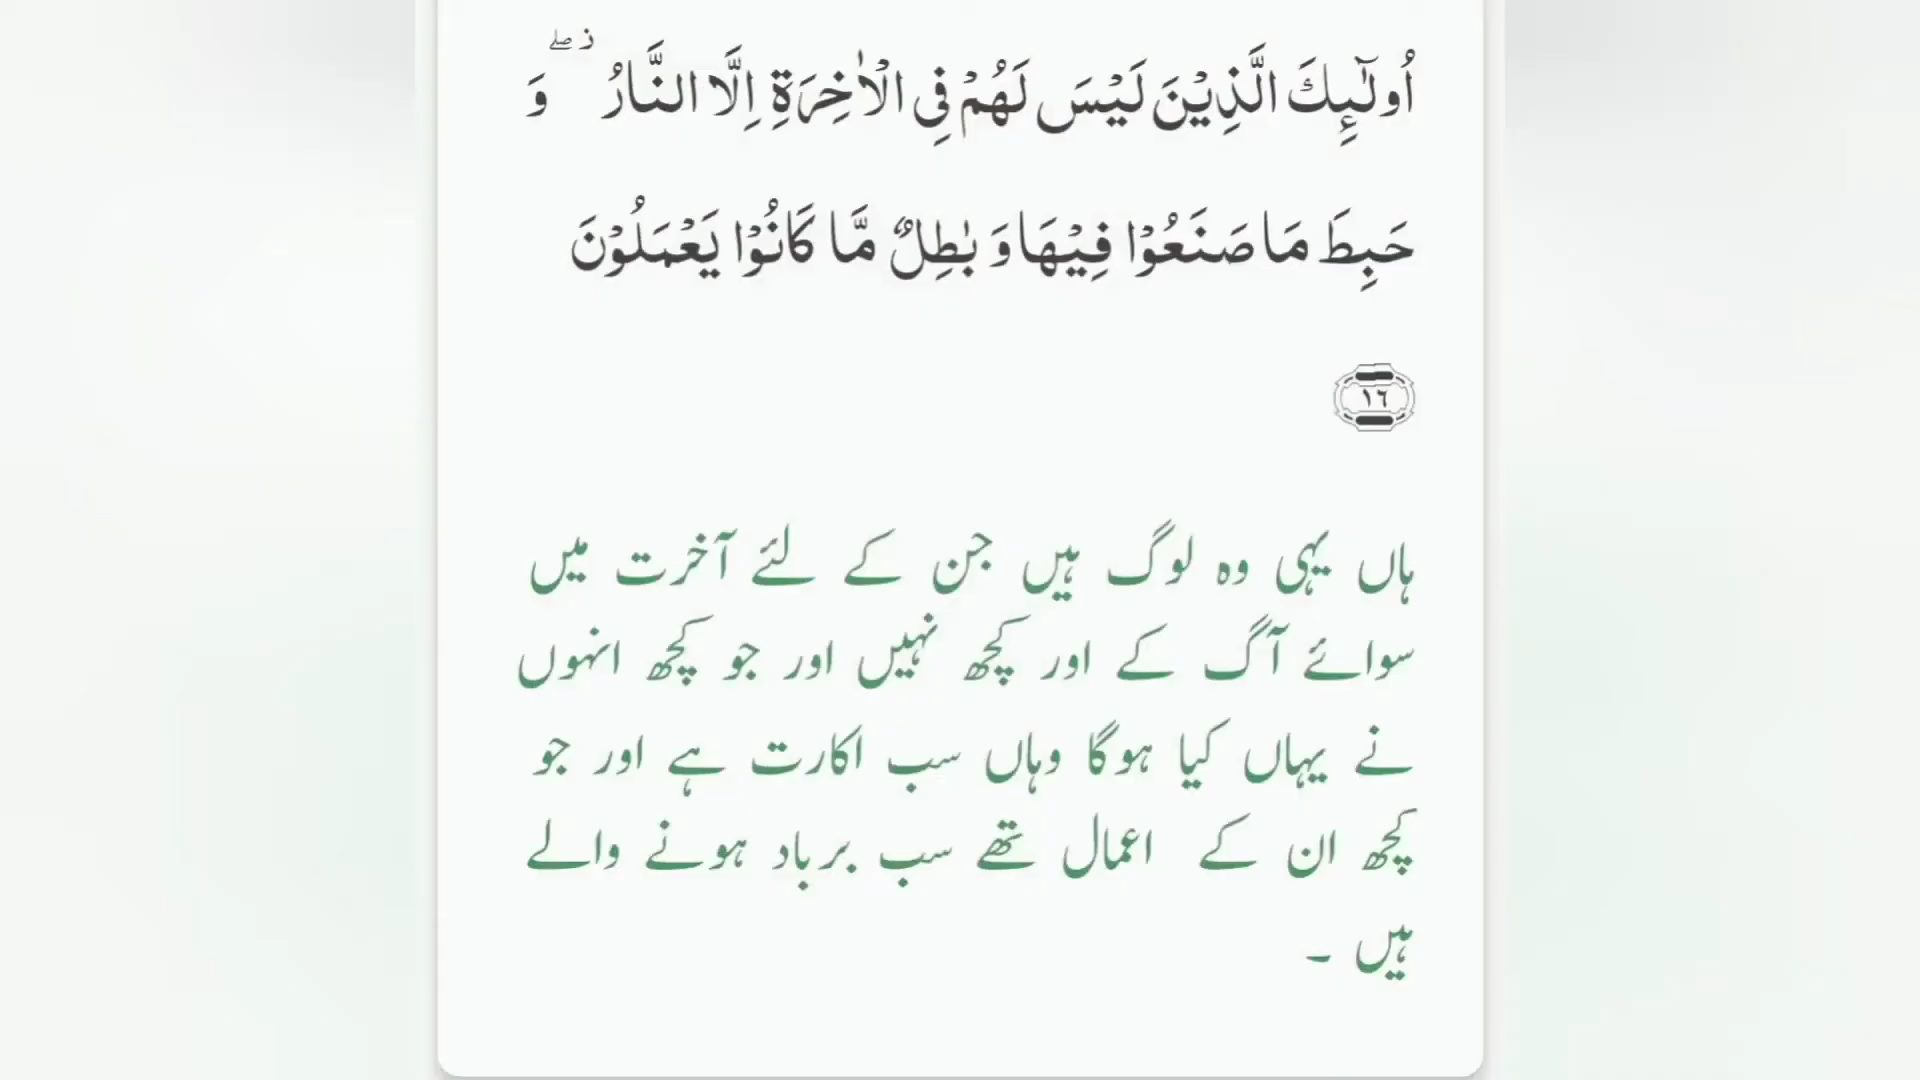 اُولٰٓئِكَ الَّذِيۡنَ لَيۡسَ لَهُمۡ فِى الۡاٰخِرَةِ اِلَّا النَّارُ ‌ۖ‌ز وَ
حَبِطَ مَا صَنَعُوۡا فِيۡهَا وَ بٰطِلٌ مَّا كَانُوۡا يَعۡمَلُوۡنَ
١٦
ہاں یہی وہ لوگ ہیں جن کے لئے آخرت میں
سوائے آگ کے اور کچھ نہیں اور جو کچھ انہوں
نے یہاں کیا ہوگا وہاں سب اکارت ہے اور جو
کچھ ان کے اعمال تھے سب برباد ہونے والے
ہیں ۔